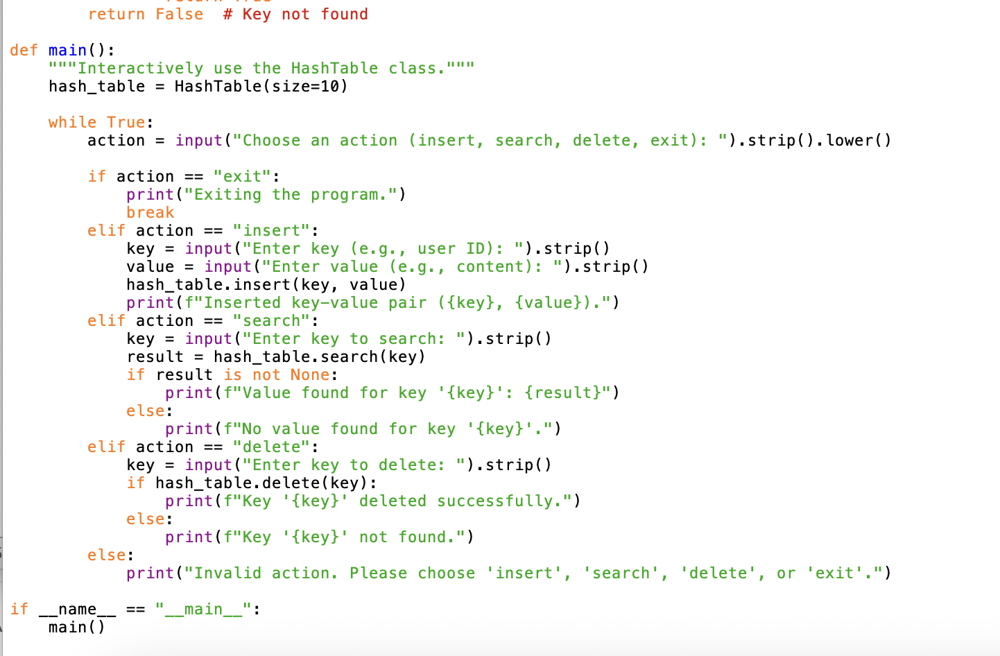 return True
        return False  # Key not found

def main():
    """Interactively use the HashTable class."""
    hash_table = HashTable(size=10)

    while True:
        action = input("Choose an action (insert, search, delete, exit): ").strip().lower()

        if action == "exit":
            print("Exiting the program.")
            break
        elif action == "insert":
            key = input("Enter key (e.g., user ID): ").strip()
            value = input("Enter value (e.g., content): ").strip()
            hash_table.insert(key, value)
            print(f"Inserted key-value pair ({key}, {value}).")
        elif action == "search":
            key = input("Enter key to search: ").strip()
            result = hash_table.search(key)
            if result is not None:
                print(f"Value found for key '{key}': {result}")
            else:
                print(f"No value found for key '{key}'.")
        elif action == "delete":
            key = input("Enter key to delete: ").strip()
            if hash_table.delete(key):
                print(f"Key '{key}' deleted successfully.")
            else:
                print(f"Key '{key}' not found.")
        else:
            print("Invalid action. Please choose 'insert', 'search', 'delete', or 'exit'.")

if __name__ == "__main__":
    main()